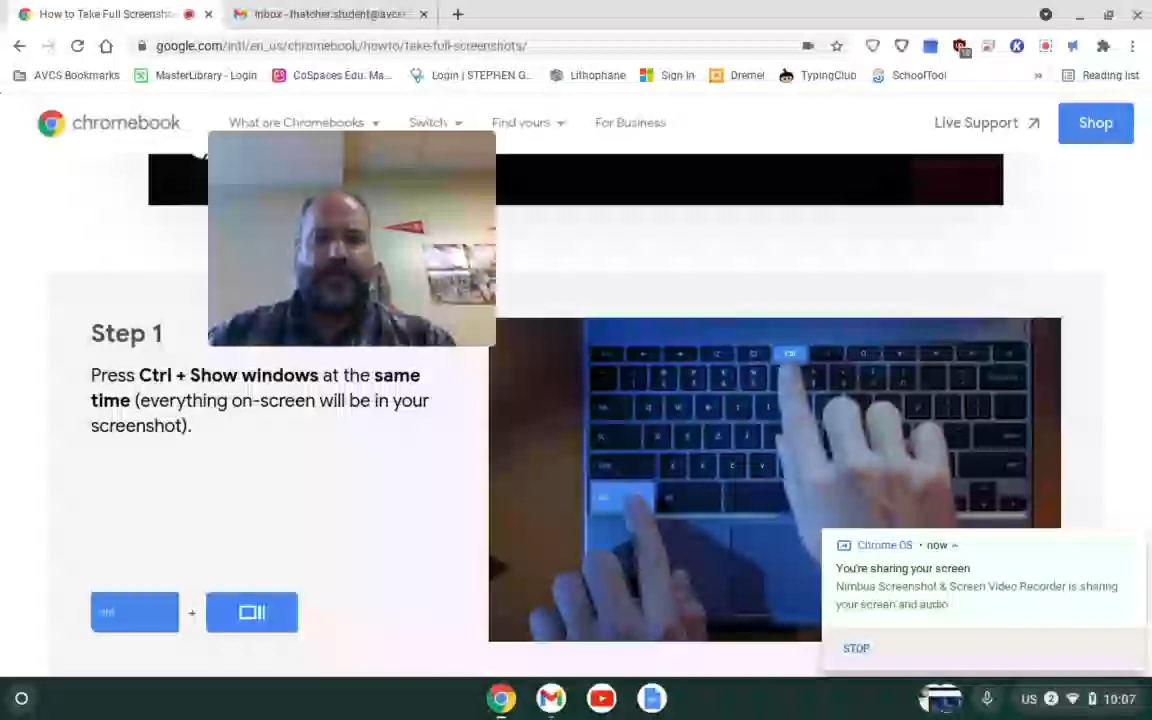 How to Take Full Screensh
Inbox - thatcher.student@avcs
google.com/intl/en_us/chromebook/howto/take-full-screenshots/
AVCS Bookmarks
MasterLibrary - Login
CoSpaces Edu: Ma...
Login | STEPHEN G...
Lithophane
Sign In
Dremel
TypingClub
SchoolTool
»
Reading list
chromebook
What are Chromebooks
Switch
Find yours
For Business
Live Support
Shop
Step 1
Press Ctrl + Show windows at the same
time (everything on-screen will be in your
screenshot).
ctrl
+
Chrome OS • now
You're sharing your screen
Nimbus Screenshot & Screen Video Recorder is sharing
your screen and audio
STOP
US
2
10:07